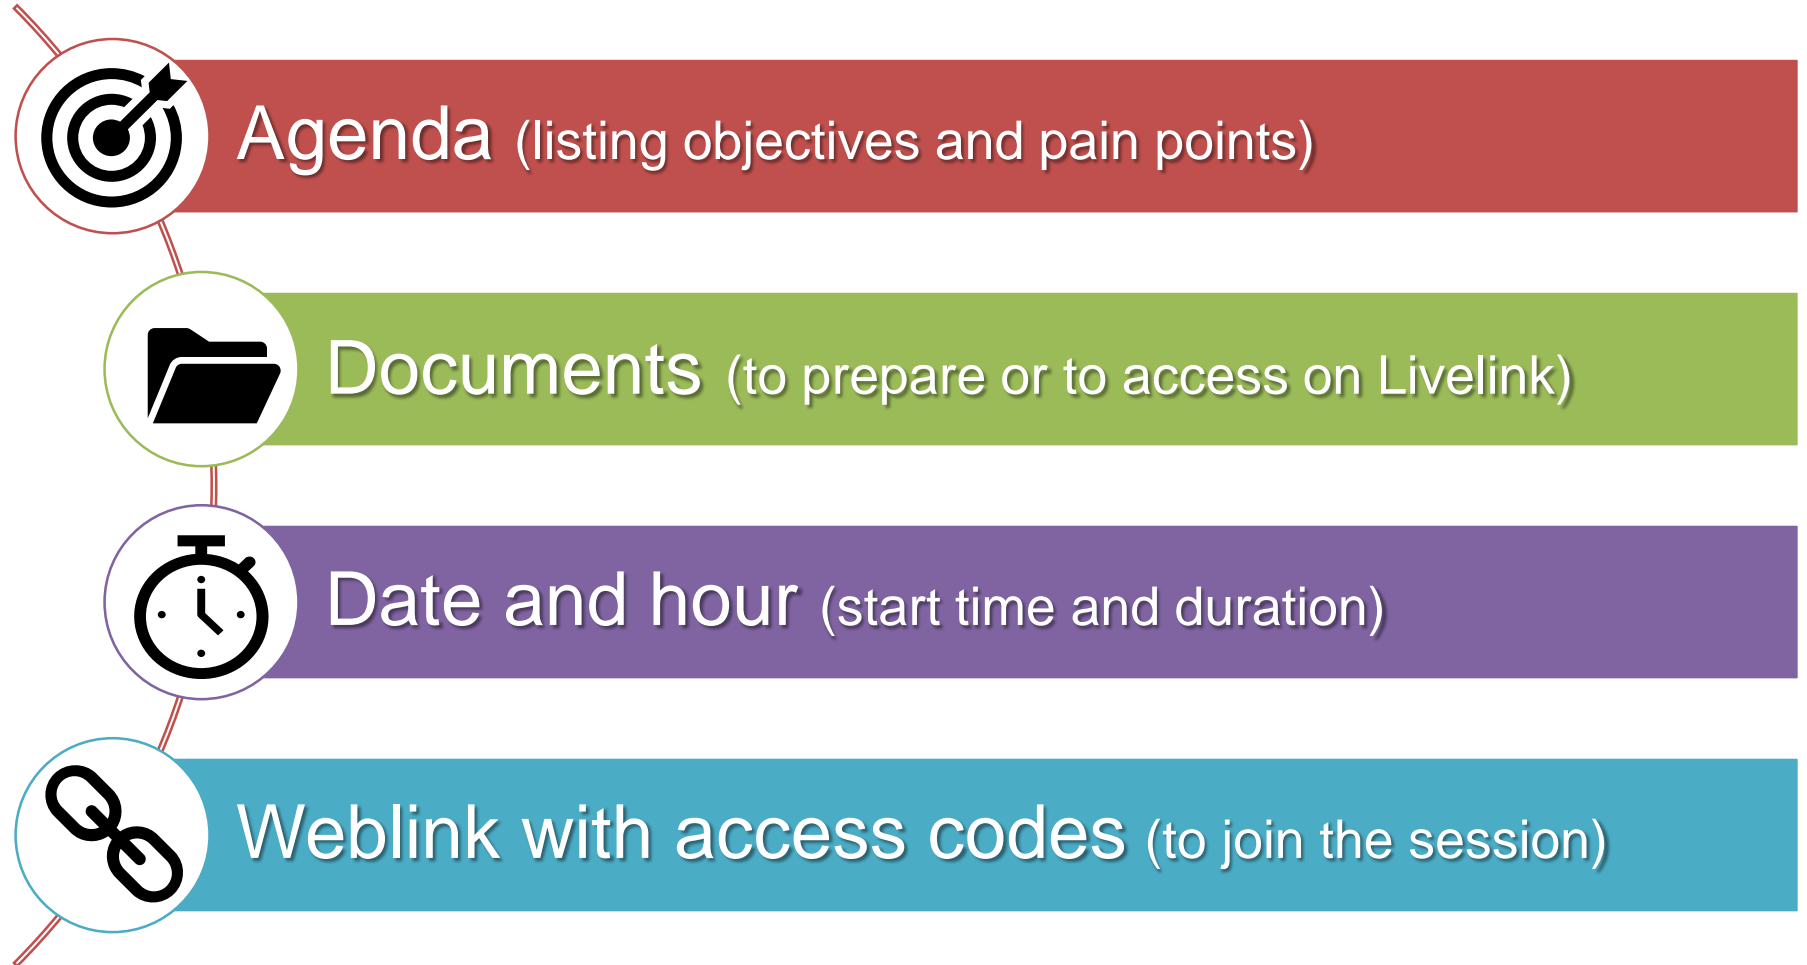 Agenda (listing objectives and pain points)
Documents (to prepare or to access on Livelink)
Date and hour (start time and duration)
Weblink with access codes (to join the session)